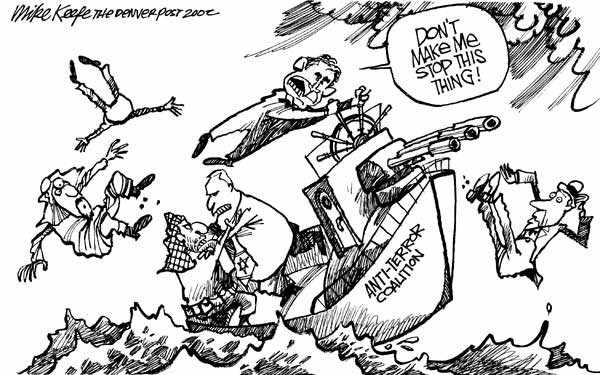 Mike Keefe THE DENVER POST 2002
DON'T
MAKE ME
STOP THIS
THING!
ANTI-TERROR
COALITION